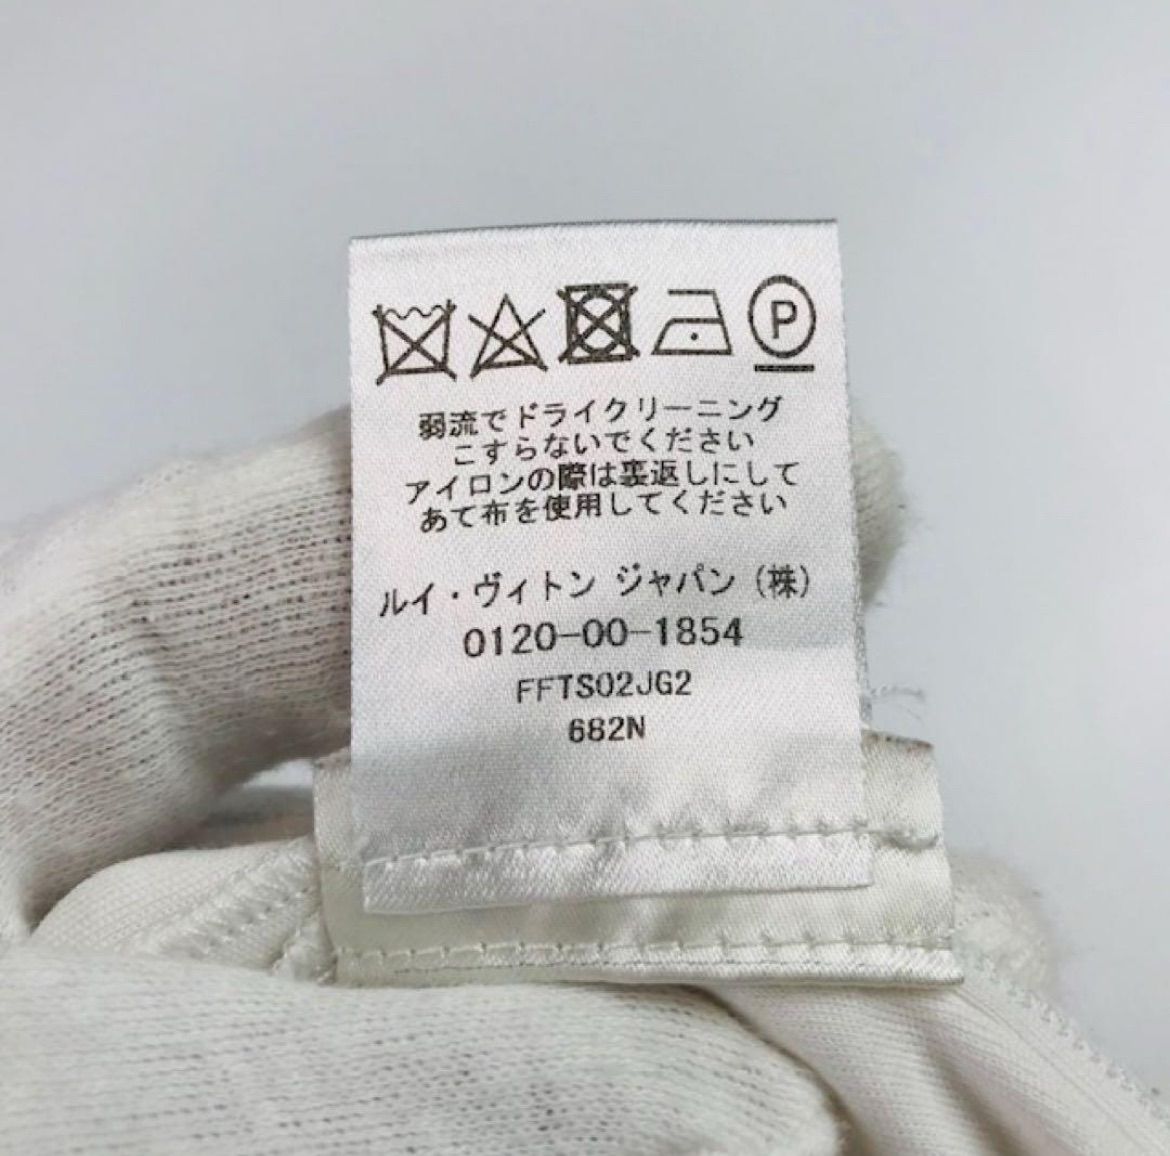 P
弱流でドライクリーニング
こすらないでください
アイロンの際は裏返しにして
あて布を使用してください
ルイ・ヴィトン ジャパン (株)
0120-00-1854
FFTS02JG2
682N